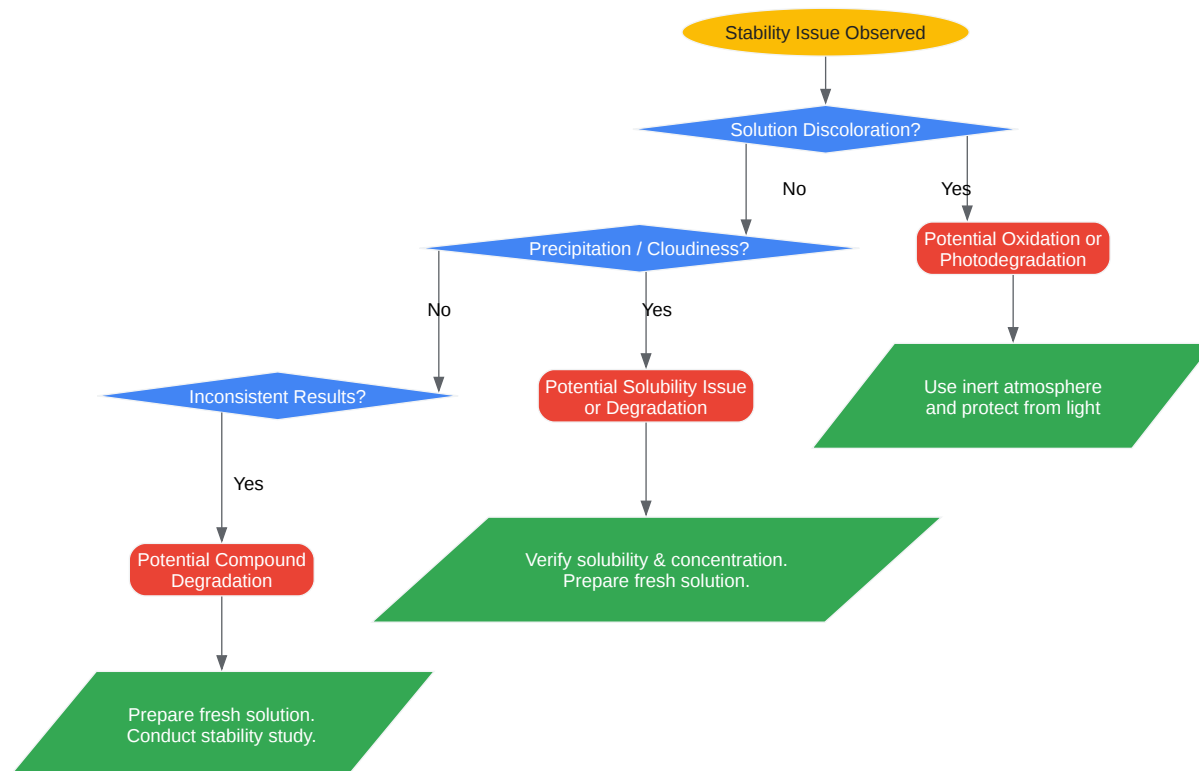 Stability Issue Observed
Solution Discoloration?
No
Yes
Precipitation / Cloudiness?
Potential Oxidation or
Photodegradation
No
Yes
Inconsistent Results?
Potential Solubility Issue
or Degradation
Use inert atmosphere
and protect from light
Yes
Potential Compound
Degradation
Verify solubility & concentration.
Prepare fresh solution.
Prepare fresh solution.
Conduct stability study.